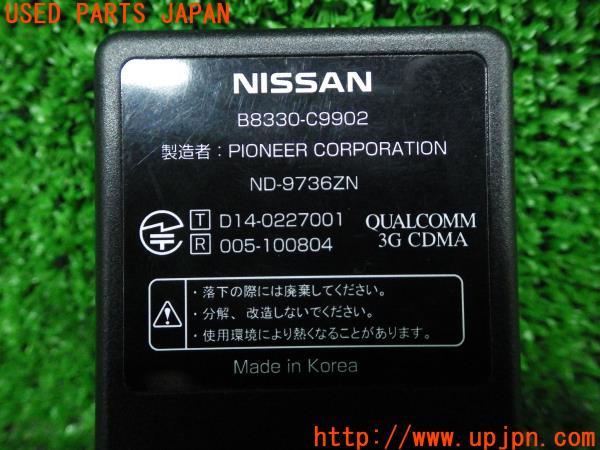 USED PARTS JAPAN
NISSAN
B8330-C9902
製造者：PIONEER CORPORATION
ND-9736ZN
T D14-0227001
R 005-100804
QUALCOMM
3G CDMA
・落下の際には廃棄してください。
・分解、改造しないでください。
・使用環境により熱くなることがあります。
Made in Korea
http://www.upjpn.com/